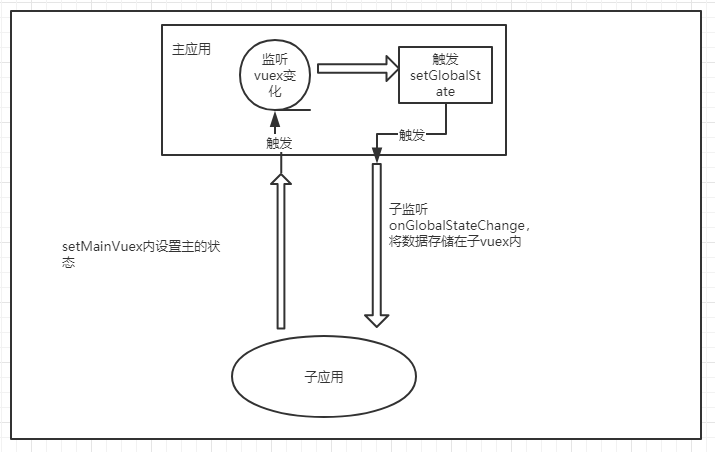 主应用
监听
vuex变
化
触发
setGlobalSt
ate
触发
触发
子监听
onGlobalStateChange，
将数据存储在子vuex内
setMainVuex内设置主的状
态
子应用